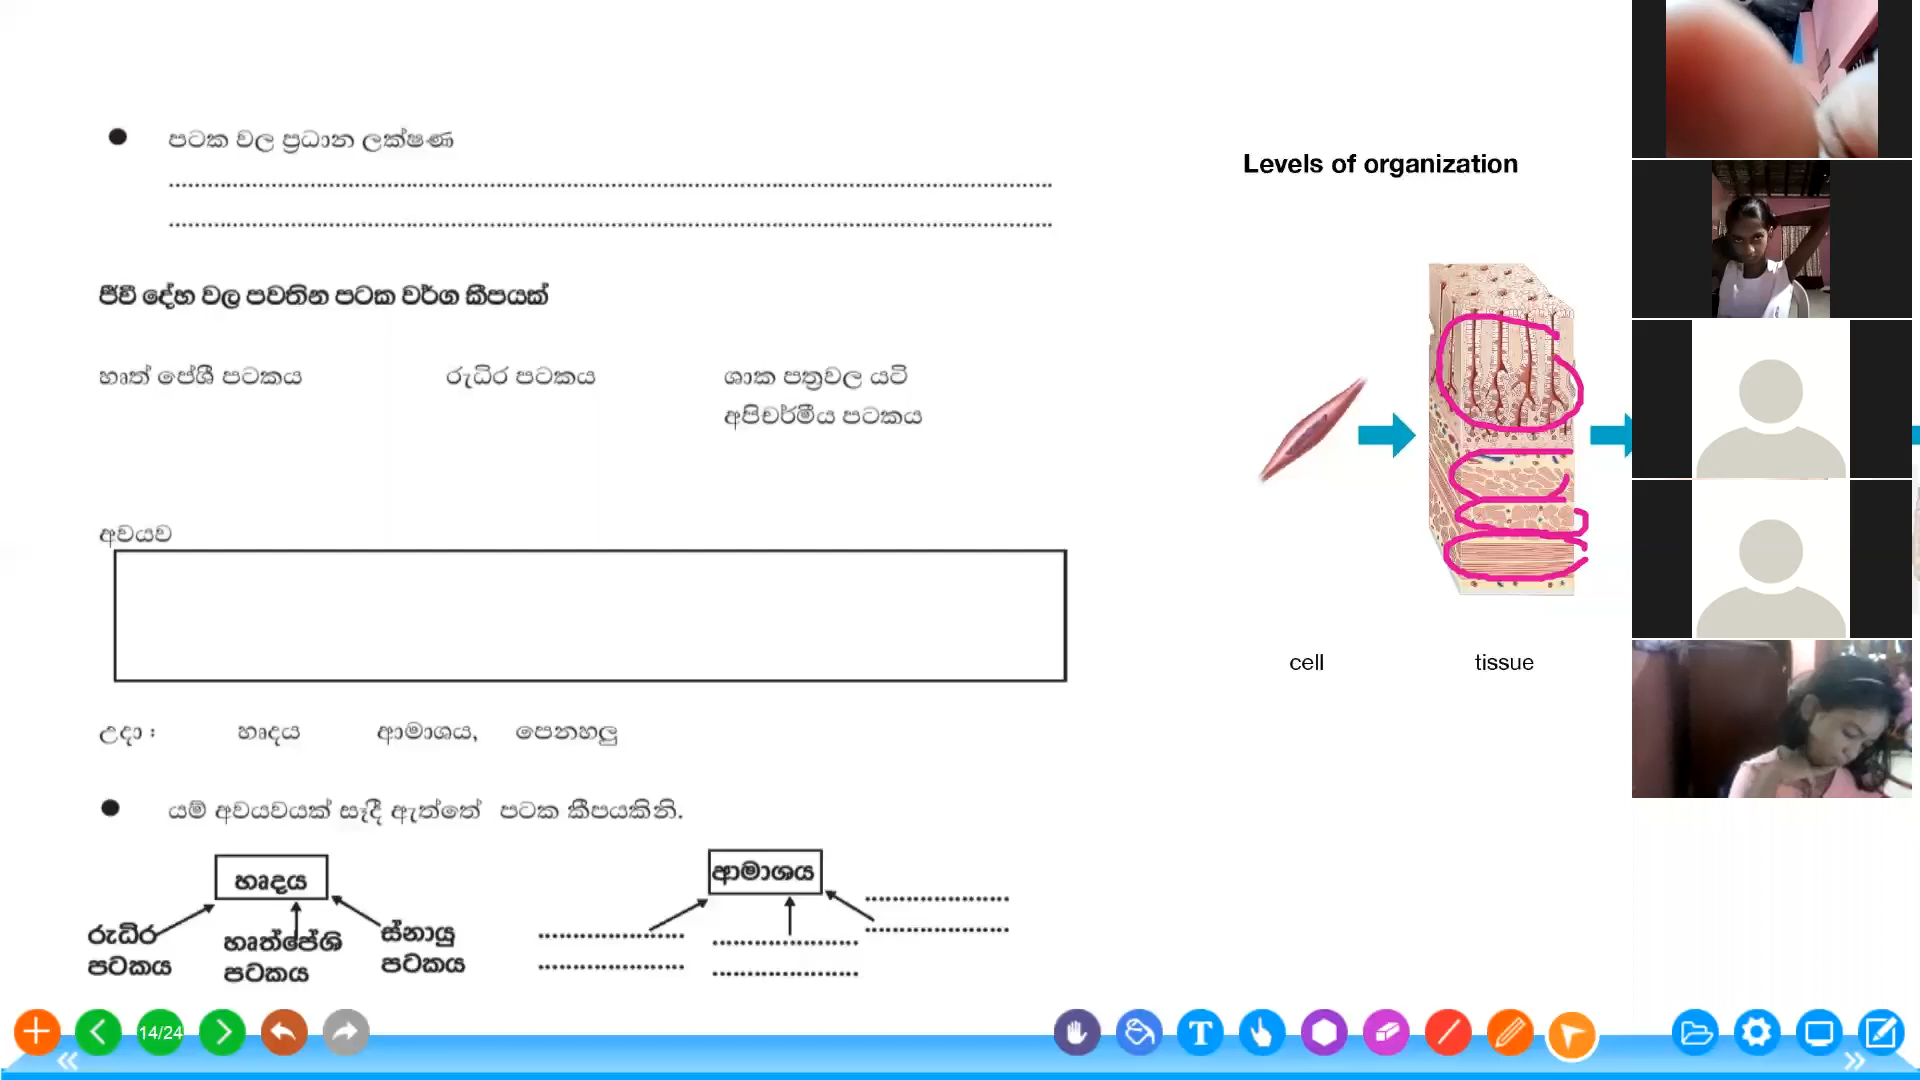 පටක වල ප්‍රධාන ලක්ෂණ
Levels of organization
ජීවී දේහ වල පවතින පටක වර්ග කීපයක්
හෘත් පේශී පටකය
රුධිර පටකය
ශාක පත්‍රවල යටි
අපිචර්මීය පටකය
අවයව
cell
tissue
උදා :
හෘදය
ආමාශය,
පෙනහලු
යම් අවයවයක් සෑදී ඇත්තේ පටක කීපයකිනි.
හෘදය
ආමාශය
රුධිර
පටකය
හෘත්පේශි
පටකය
ස්නායු
පටකය
14/24